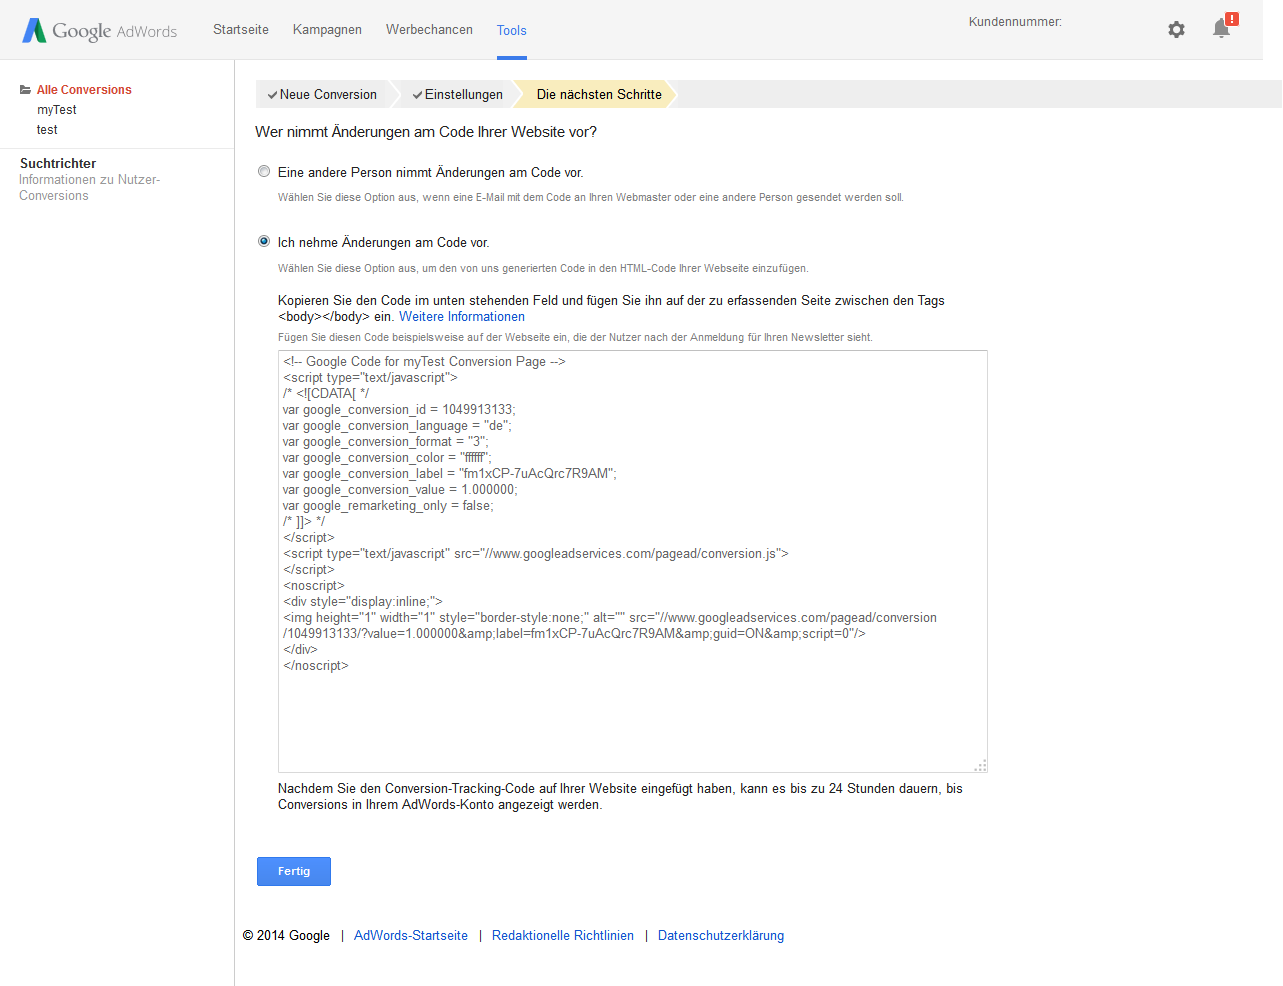 Google AdWords
Startseite
Kampagnen
Werbechancen
Tools
Kundennummer:
!
Alle Conversions
myTest
test
Suchtrichter
Informationen zu Nutzer-
Conversions
Neue Conversion
Einstellungen
Die nächsten Schritte
Wer nimmt Änderungen am Code Ihrer Website vor?
Eine andere Person nimmt Änderungen am Code vor.
Wählen Sie diese Option aus, wenn eine E-Mail mit dem Code an Ihren Webmaster oder eine andere Person gesendet werden soll.
Ich nehme Änderungen am Code vor.
Wählen Sie diese Option aus, um den von uns generierten Code in den HTML-Code Ihrer Webseite einzufügen.
Kopieren Sie den Code im unten stehenden Feld und fügen Sie ihn auf der zu erfassenden Seite zwischen den Tags
<body></body> ein. Weitere Informationen
Fügen Sie diesen Code beispielsweise auf der Webseite ein, die der Nutzer nach der Anmeldung für Ihren Newsletter sieht.
<!-- Google Code for myTest Conversion Page -->
<script type="text/javascript">
/* <![CDATA[ */
var google_conversion_id = 1049913133;
var google_conversion_language = "de";
var google_conversion_format = "3";
var google_conversion_color = "ffffff";
var google_conversion_label = "fm1xCP-7uAcQrc7R9AM";
var google_conversion_value = 1.000000;
var google_remarketing_only = false;
/* ]]> */
</script>
<script type="text/javascript" src="//www.googleadservices.com/pagead/conversion.js">
</script>
<noscript>
<div style="display:inline;">
<img height="1" width="1" style="border-style:none;" alt="" src="//www.googleadservices.com/pagead/conversion
/1049913133/?value=1.000000&amp;label=fm1xCP-7uAcQrc7R9AM&amp;guid=ON&amp;script=0"/>
</div>
</noscript>
Nachdem Sie den Conversion-Tracking-Code auf Ihrer Website eingefügt haben, kann es bis zu 24 Stunden dauern, bis
Conversions in Ihrem AdWords-Konto angezeigt werden.
Fertig
© 2014 Google | AdWords-Startseite | Redaktionelle Richtlinien | Datenschutzerklärung